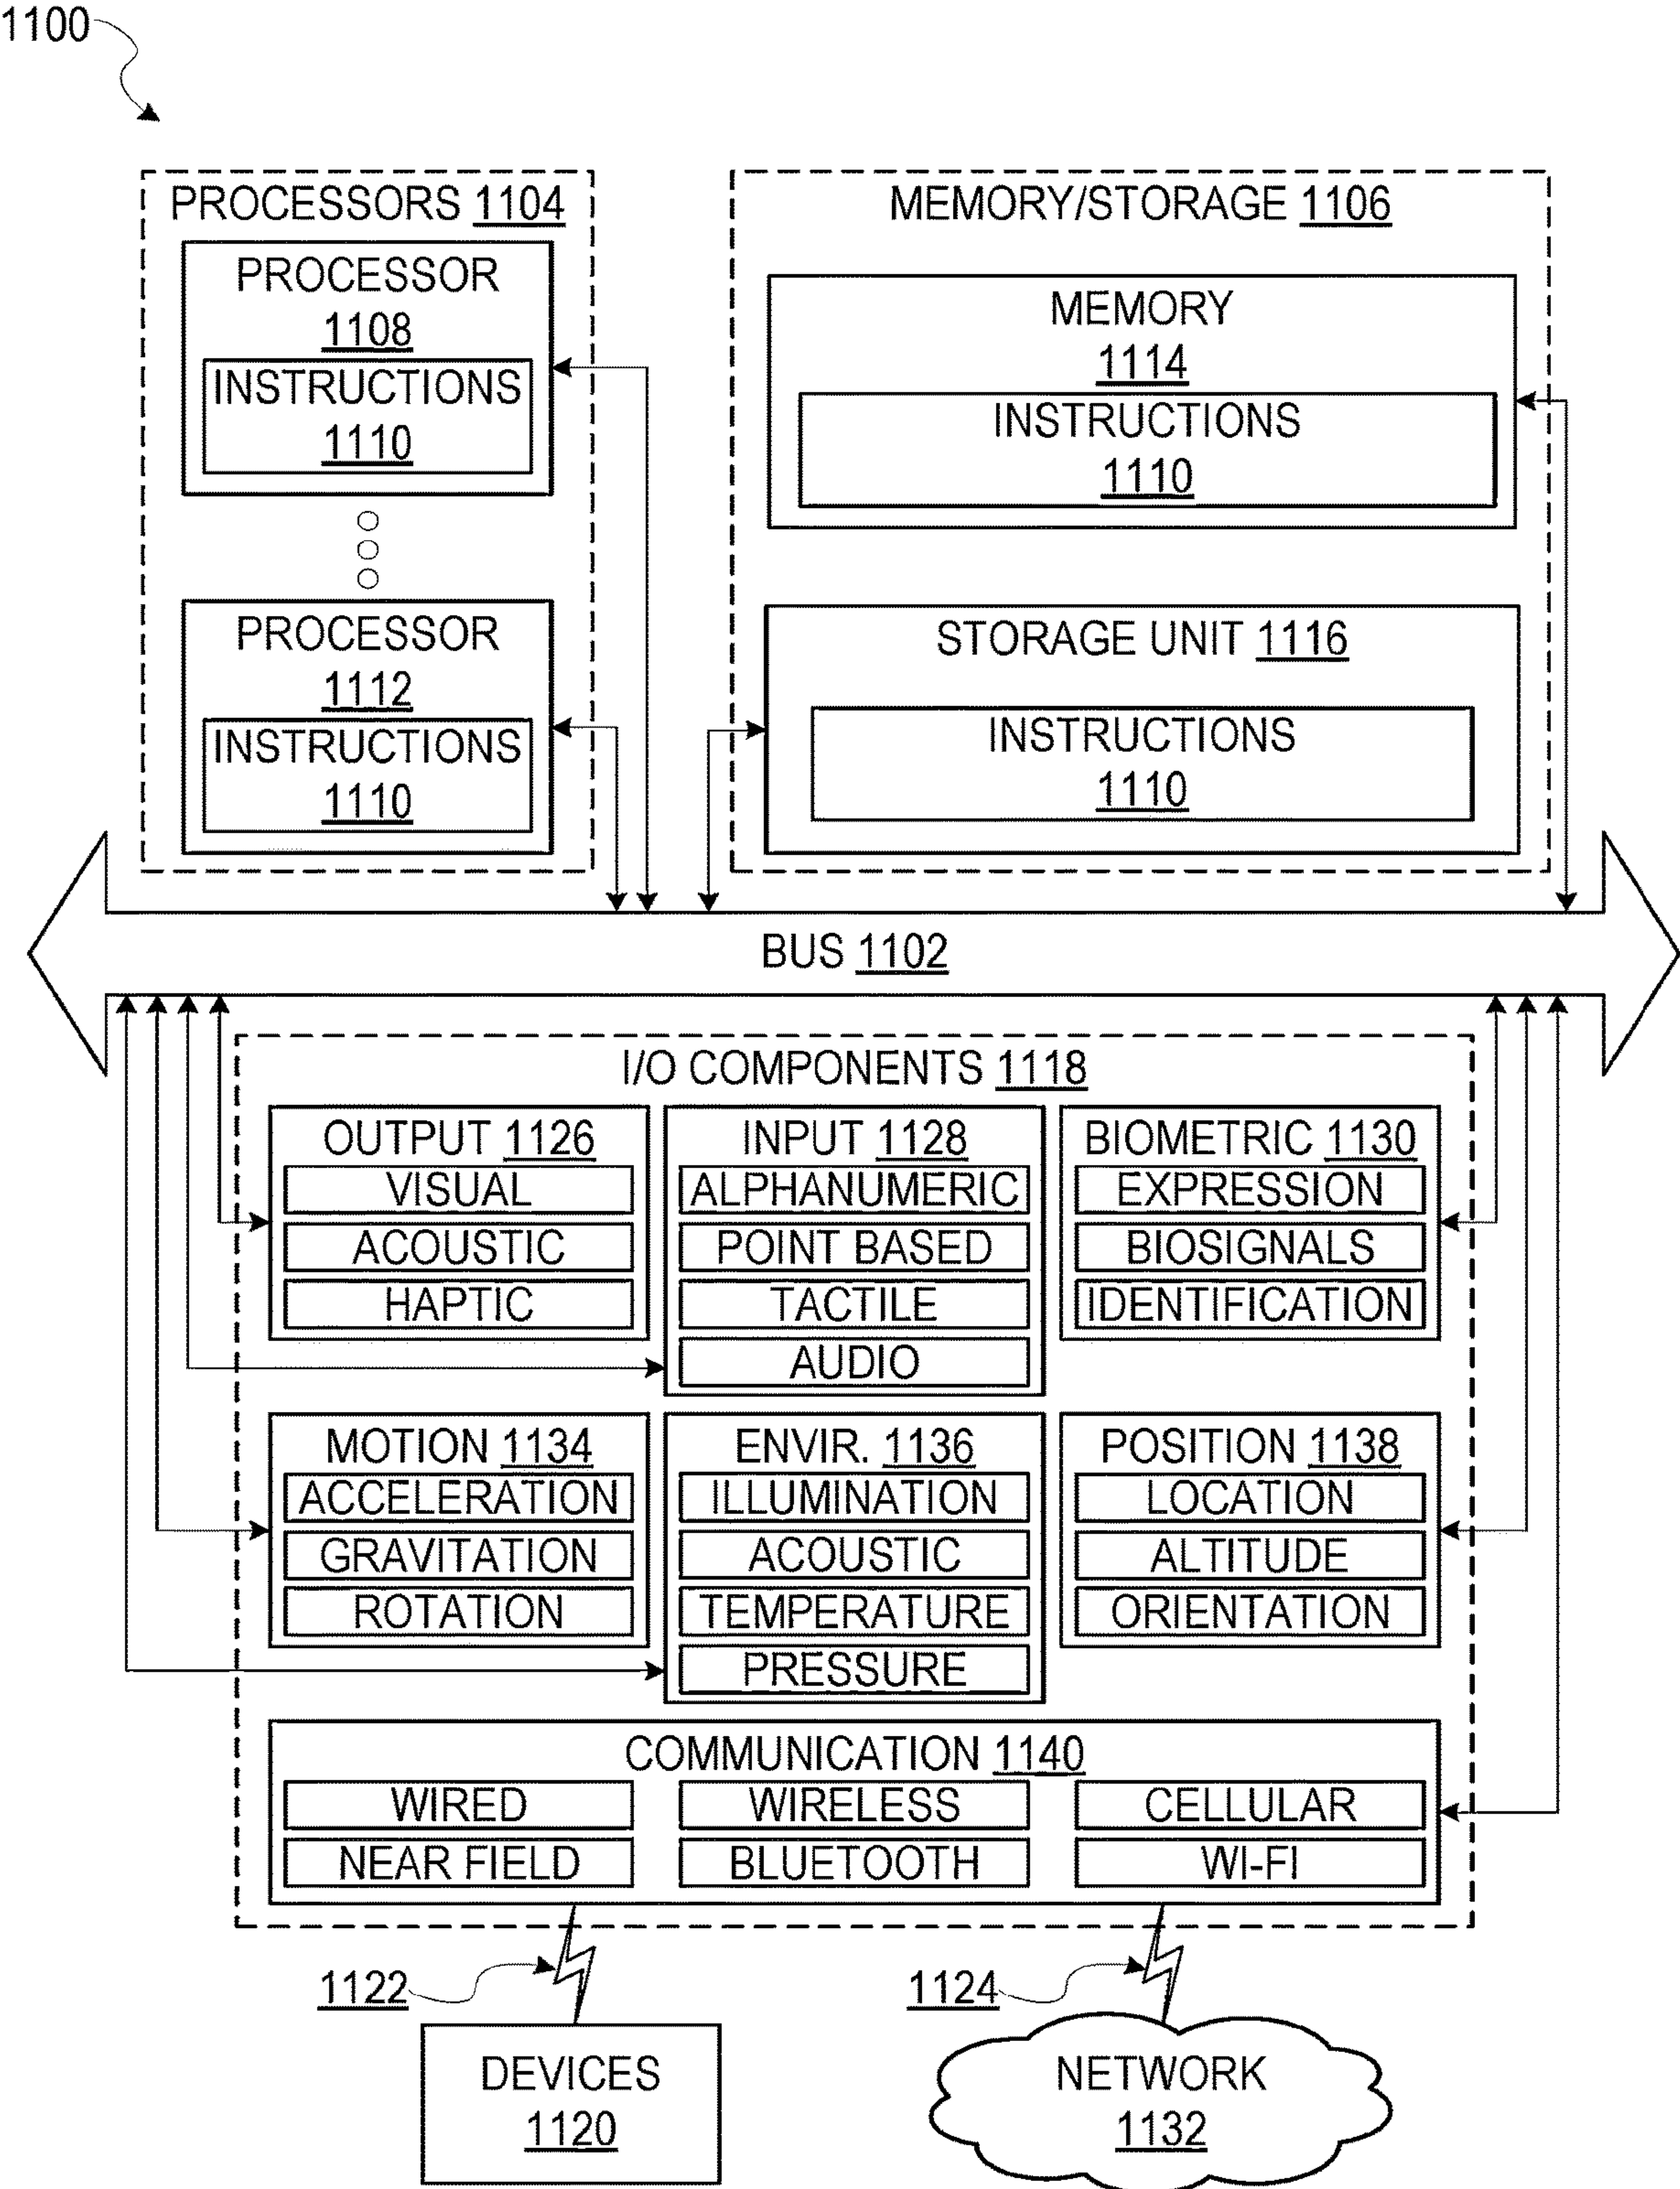 1100
PROCESSORS 1104
PROCESSOR
1108
INSTRUCTIONS
1110
PROCESSOR
1112
INSTRUCTIONS
1110
MEMORY/STORAGE 1106
MEMORY
1114
INSTRUCTIONS
1110
STORAGE UNIT 1116
INSTRUCTIONS
1110
BUS 1102
I/O COMPONENTS 1118
OUTPUT 1126
VISUAL
ACOUSTIC
HAPTIC
INPUT 1128
ALPHANUMERIC
POINT BASED
TACTILE
AUDIO
BIOMETRIC 1130
EXPRESSION
BIOSIGNALS
IDENTIFICATION
MOTION 1134
ACCELERATION
GRAVITATION
ROTATION
ENVIR. 1136
ILLUMINATION
ACOUSTIC
TEMPERATURE
PRESSURE
POSITION 1138
LOCATION
ALTITUDE
ORIENTATION
COMMUNICATION 1140
WIRED
WIRELESS
CELLULAR
NEAR FIELD
BLUETOOTH
WI-FI
1122
1124
DEVICES
1120
NETWORK
1132